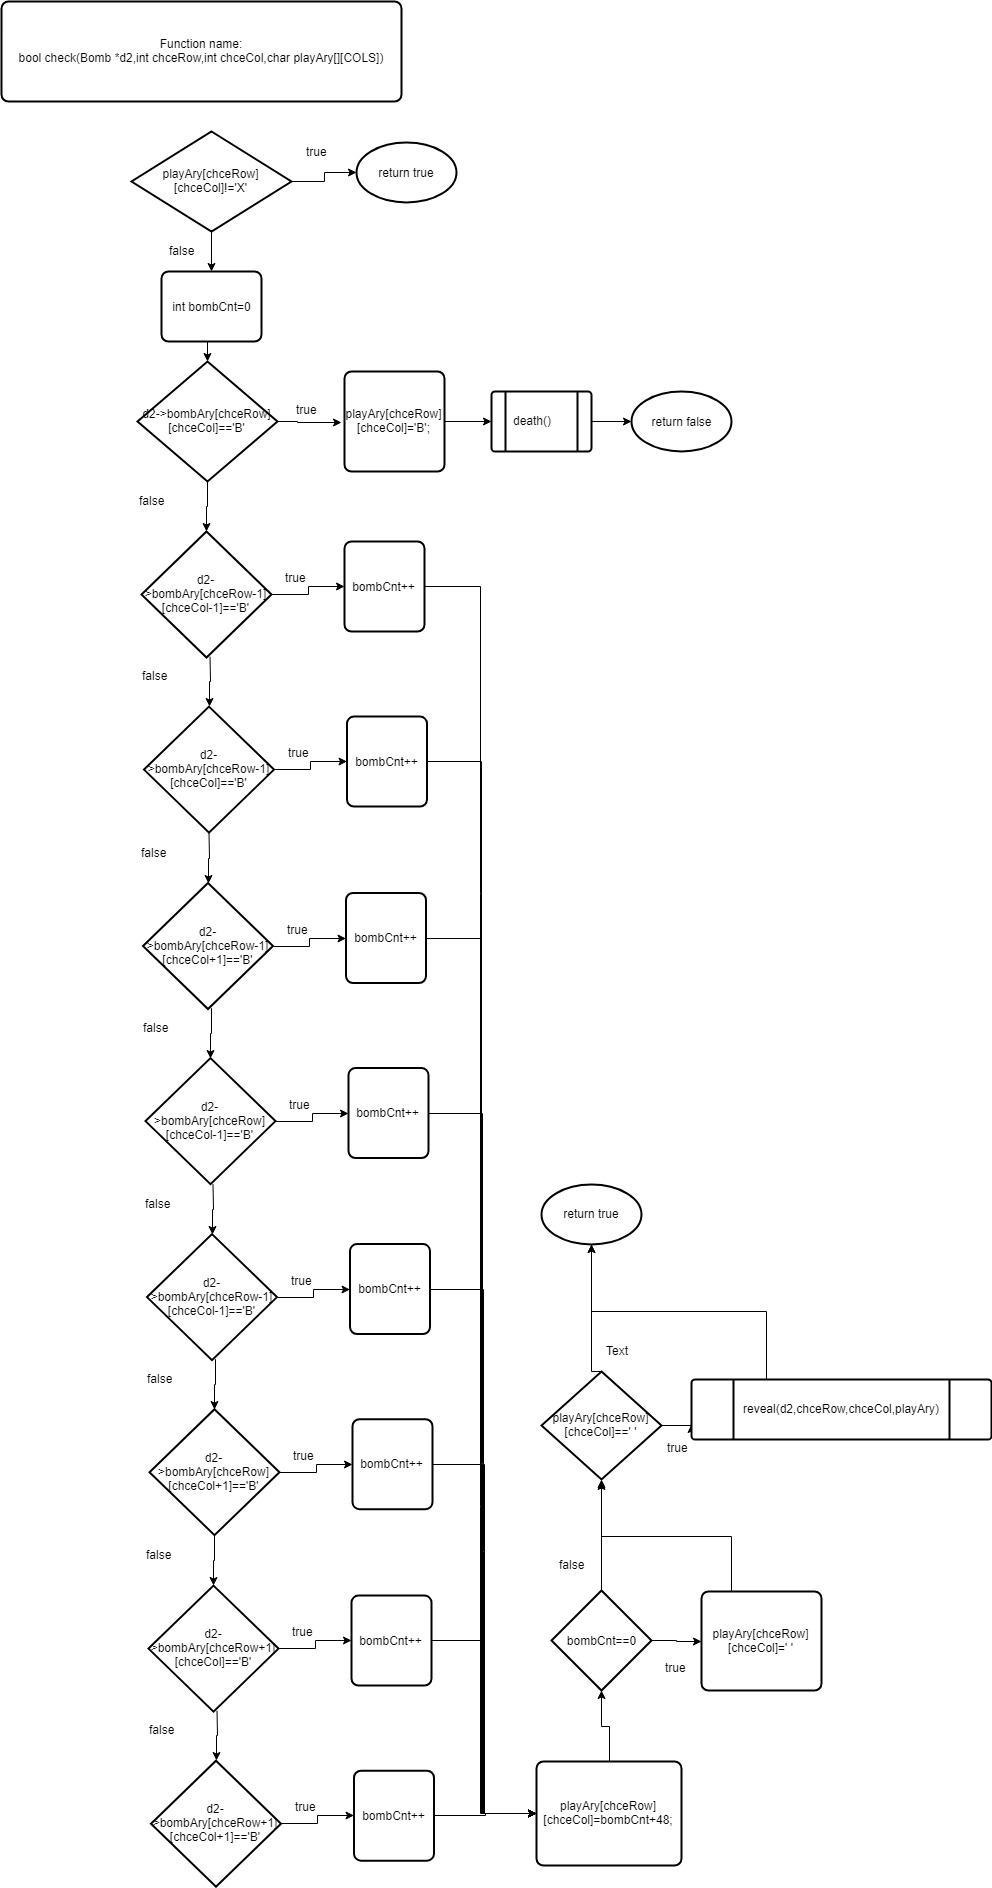 Function name:
bool check(Bomb *d2,int chceRow,int chceCol,char playAry[][COLS])
playAry[chceRow]
[chceCol]!='X'
true
return true
false
int bombCnt=0
d2->bombAry[chceRow]
[chceCol]=='B'
true
playAry[chceRow]
[chceCol]='B';
death()
return false
false
d2-
>bombAry[chceRow-1]
[chceCol-1]=='B'
true
bombCnt++
false
d2-
>bombAry[chceRow-1]
[chceCol]=='B'
true
bombCnt++
false
d2-
>bombAry[chceRow-1]
[chceCol+1]=='B'
true
bombCnt++
false
d2-
>bombAry[chceRow]
[chceCol-1]=='B'
true
bombCnt++
false
d2-
>bombAry[chceRow-1]
[chceCol-1]=='B'
true
bombCnt++
false
d2-
>bombAry[chceRow]
[chceCol+1]=='B'
true
bombCnt++
false
d2-
>bombAry[chceRow+1]
[chceCol]=='B'
true
bombCnt++
false
d2-
>bombAry[chceRow+1]
[chceCol+1]=='B'
true
bombCnt++
playAry[chceRow]
[chceCol]=bombCnt+48;
bombCnt==0
true
playAry[chceRow]
[chceCol]=' '
false
playAry[chceRow]
[chceCol]==' '
true
reveal(d2,chceRow,chceCol,playAry)
Text
return true